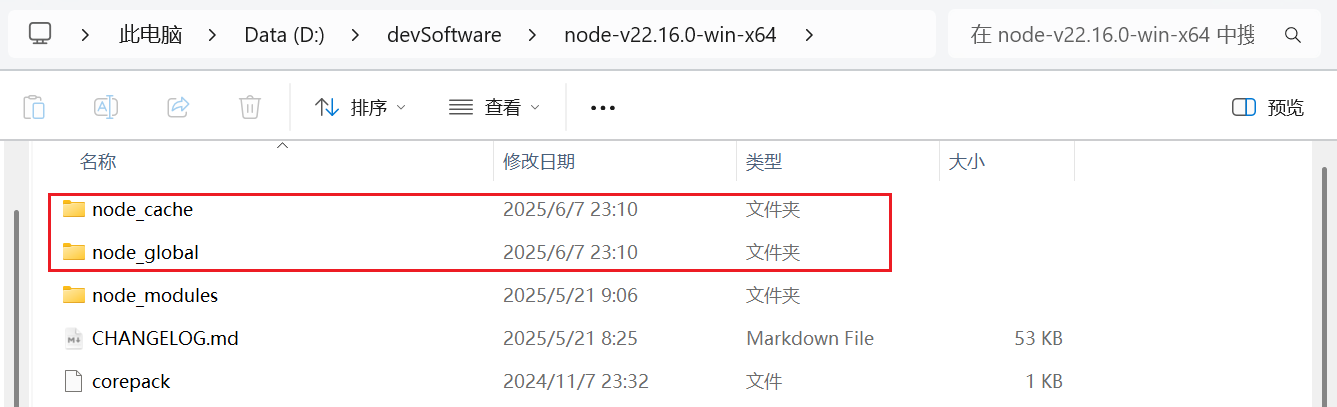 此电脑 Data (D:) devSoftware node-v22.16.0-win-x64 在 node-v22.16.0-win-x64 中搜
排序 查看 预览
名称 修改日期 类型 大小
node_cache 2025/6/7 23:10 文件夹
node_global 2025/6/7 23:10 文件夹
node_modules 2025/5/21 9:06 文件夹
CHANGELOG.md 2025/5/21 8:25 Markdown File 53 KB
corepack 2024/11/7 23:32 文件 1 KB